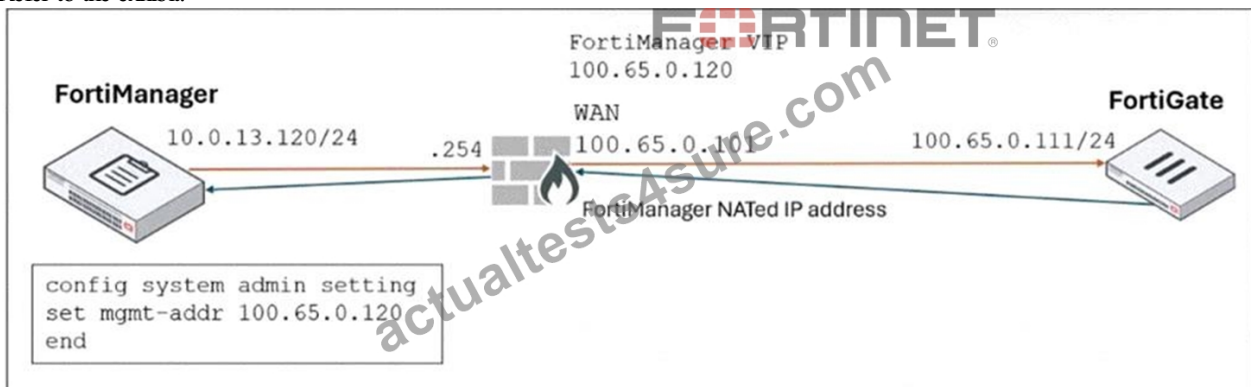 FORTINET®
FortiManager VIP
100.65.0.120
FortiManager
FortiGate
WAN
10.0.13.120/24
.254
100.65.0.101
100.65.0.111/24
FortiManager NATed IP address
config system admin setting
set mgmt-addr 100.65.0.120
end
actualtests4sure.com